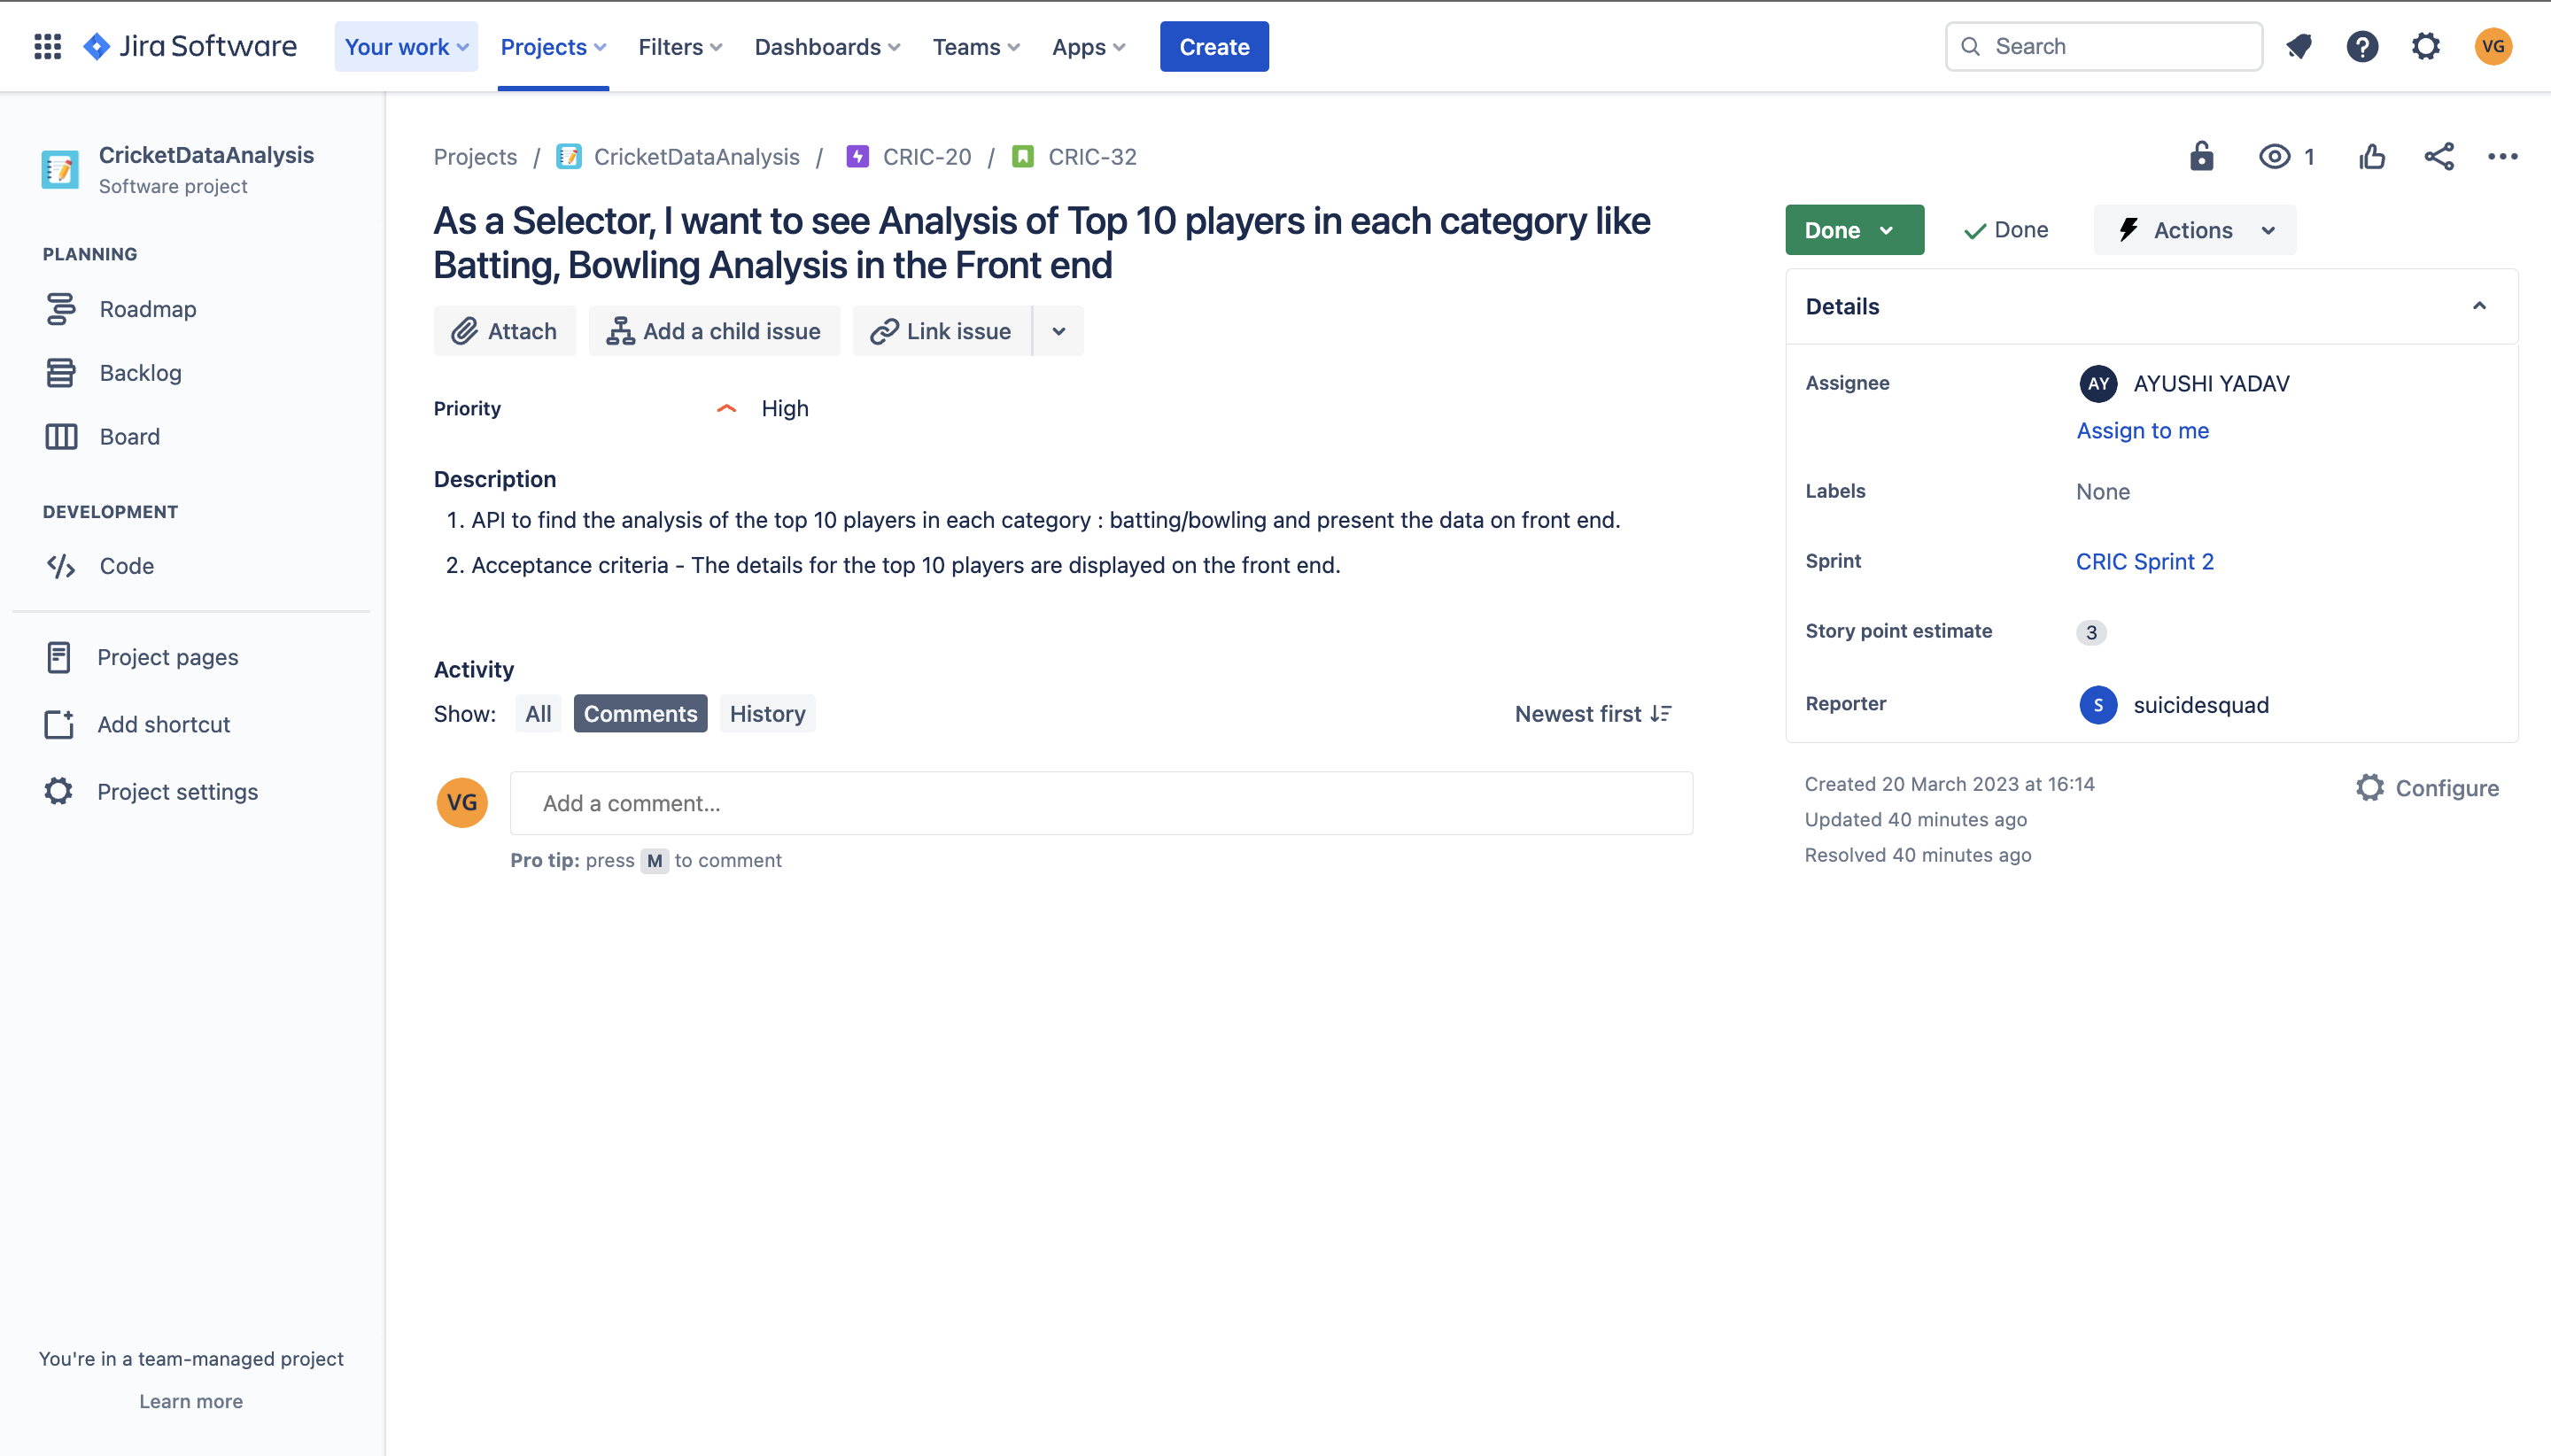 Jira Software
Your work
Projects
Filters
Dashboards
Teams
Apps
Create
Search
VG
CricketDataAnalysis
Software project
PLANNING
Roadmap
Backlog
Board
DEVELOPMENT
Code
Project pages
Add shortcut
Project settings
You're in a team-managed project
Learn more
Projects / CricketDataAnalysis / CRIC-20 / CRIC-32
1
As a Selector, I want to see Analysis of Top 10 players in each category like
Batting, Bowling Analysis in the Front end
Attach
Add a child issue
Link issue
Priority
High
Description
1. API to find the analysis of the top 10 players in each category : batting/bowling and present the data on front end.
2. Acceptance criteria - The details for the top 10 players are displayed on the front end.
Activity
Show:
All
Comments
History
Newest first
VG
Add a comment...
Pro tip: press M to comment
Done
Done
Actions
Details
Assignee
AY
AYUSHI YADAV
Assign to me
Labels
None
Sprint
CRIC Sprint 2
Story point estimate
3
Reporter
S
suicidesquad
Created 20 March 2023 at 16:14
Updated 40 minutes ago
Resolved 40 minutes ago
Configure